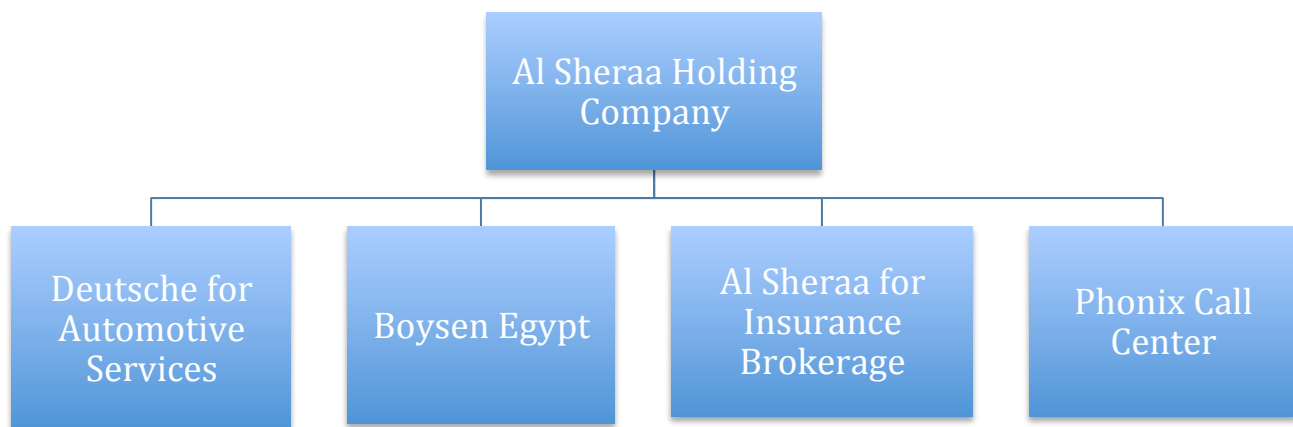 Al Sheraa Holding
Company
Deutsche for
Automotive
Services
Boysen Egypt
Al Sheraa for
Insurance
Brokerage
Phonix Call
Center